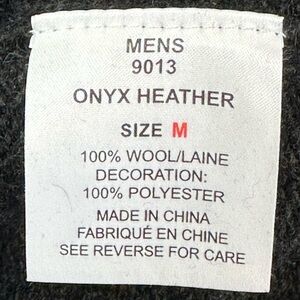 MENS
9013
ONYX HEATHER
SIZE M
100% WOOL/LAINE
DECORATION:
100% POLYESTER
MADE IN CHINA
FABRIQUÉ EN CHINE
SEE REVERSE FOR CARE